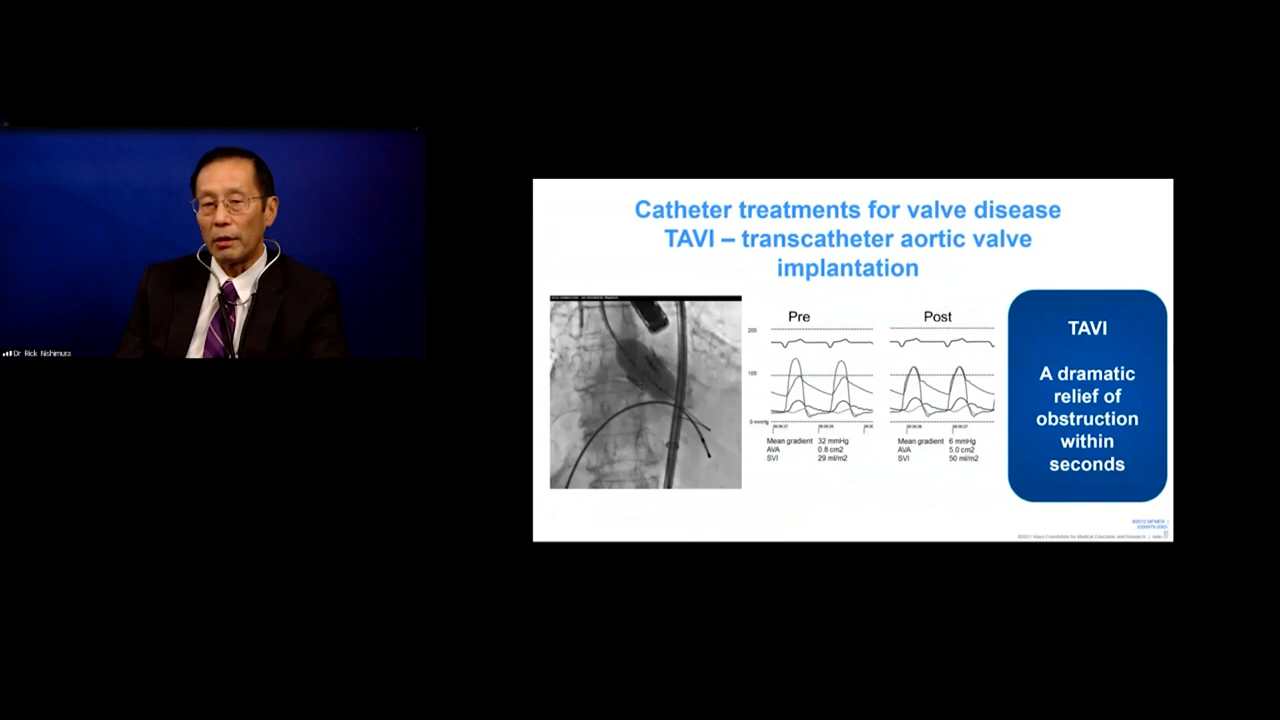 Dr Rick Nishimura
Catheter treatments for valve disease
TAVI – transcatheter aortic valve
implantation
Pre
Post
200
100
0 mmHg
Mean gradient 32 mmHg
AVA 0.8 cm2
SVI 29 ml/m2
Mean gradient 6 mmHg
AVA 5.0 cm2
SVI 50 ml/m2
TAVI
A dramatic
relief of
obstruction
within
seconds
©2012 MFMER |
©2021 Mayo Foundation for Medical Education and Research |